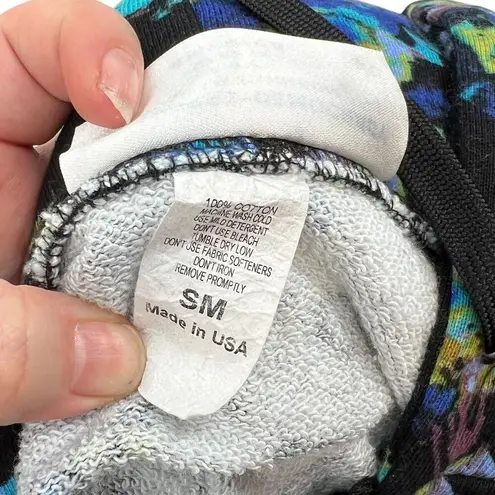 100% COTTON
MACHINE WASH COLD
USE MILD DETERGENT
DON'T USE BLEACH
TUMBLE DRY LOW
DON'T USE FABRIC SOFTENERS
DON'T IRON
REMOVE PROMPTLY
SM
Made in USA